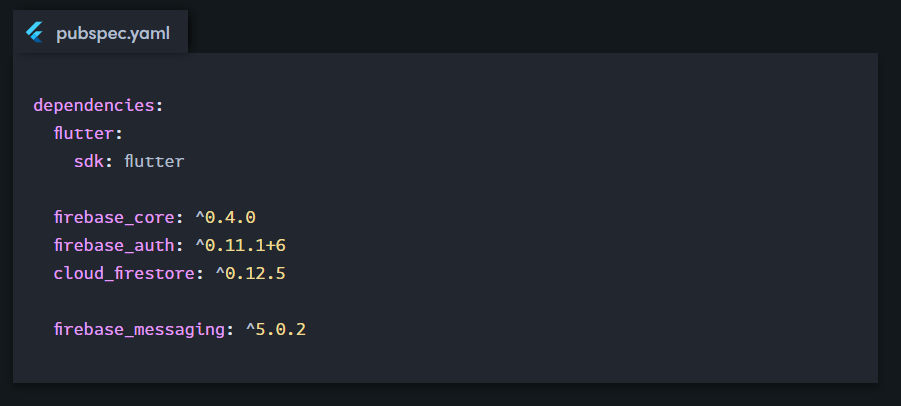 pubspec.yaml
dependencies:
  flutter:
    sdk: flutter

  firebase_core: ^0.4.0
  firebase_auth: ^0.11.1+6
  cloud_firestore: ^0.12.5

  firebase_messaging: ^5.0.2